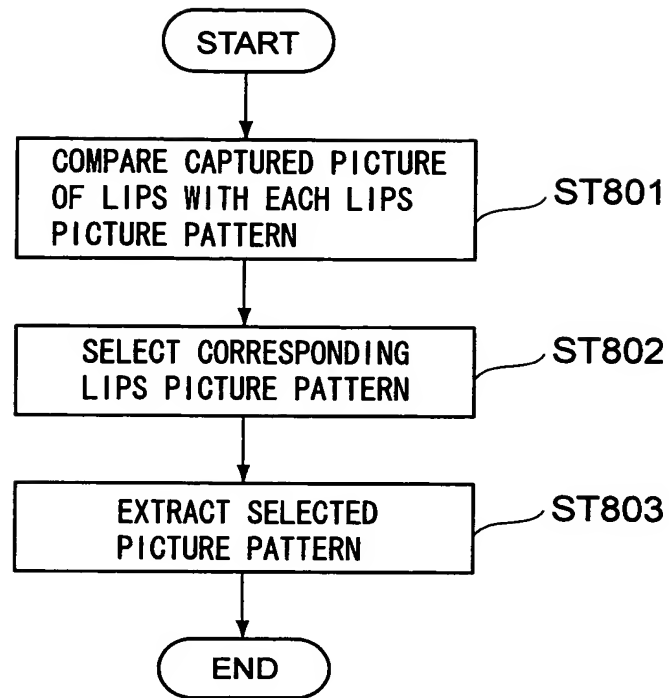 START
COMPARE CAPTURED PICTURE
OF LIPS WITH EACH LIPS
PICTURE PATTERN
ST801
SELECT CORRESPONDING
LIPS PICTURE PATTERN
ST802
EXTRACT SELECTED
PICTURE PATTERN
ST803
END